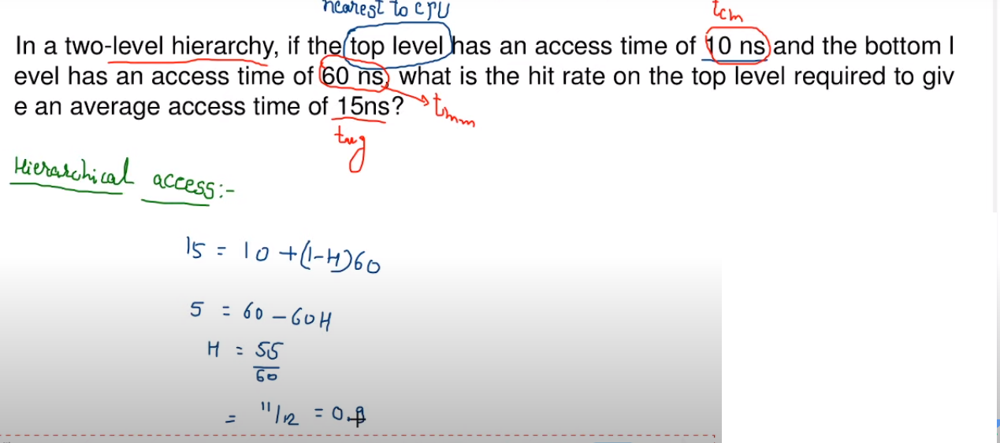 nearest to CPU
tcm
In a two-level hierarchy, if the top level has an access time of 10 ns and the bottom l
evel has an access time of 60 ns, what is the hit rate on the top level required to giv
e an average access time of 15ns?
tmm
tavg
Hierarchical access:-
15 = 10 + (1-H)60
5 = 60 - 60H
H = 55
60
= 11/12 = 0.9